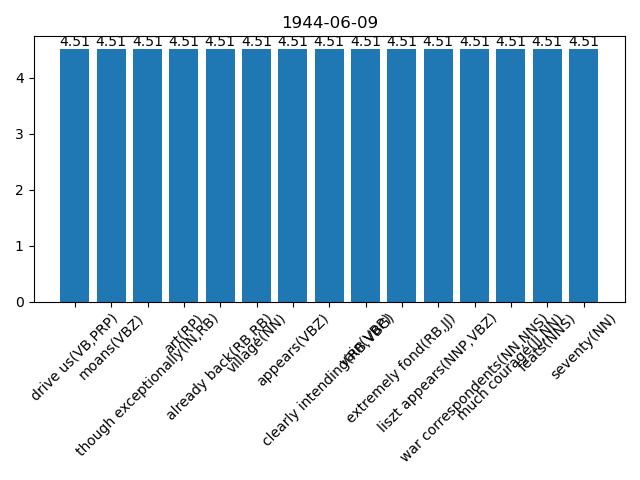 1944-06-09
4.51 4.51 4.51 4.51 4.51 4.51 4.51 4.51 4.51 4.51 4.51 4.51 4.51 4.51 4.51
4
3
2
1
0
drive us(VB,PRP)
moans(VBZ)
though exceptionally(IN,RB)
art(RP)
already back(RB,RB)
village(NN)
appears(VBZ)
clearly intending(RB,VBG)
extremely fond(RB,JJ)
liszt appears(NNP,VBZ)
war correspondents(NN,NNS)
much courage(JJ,NN)
feats(NNS)
seventy(NN)